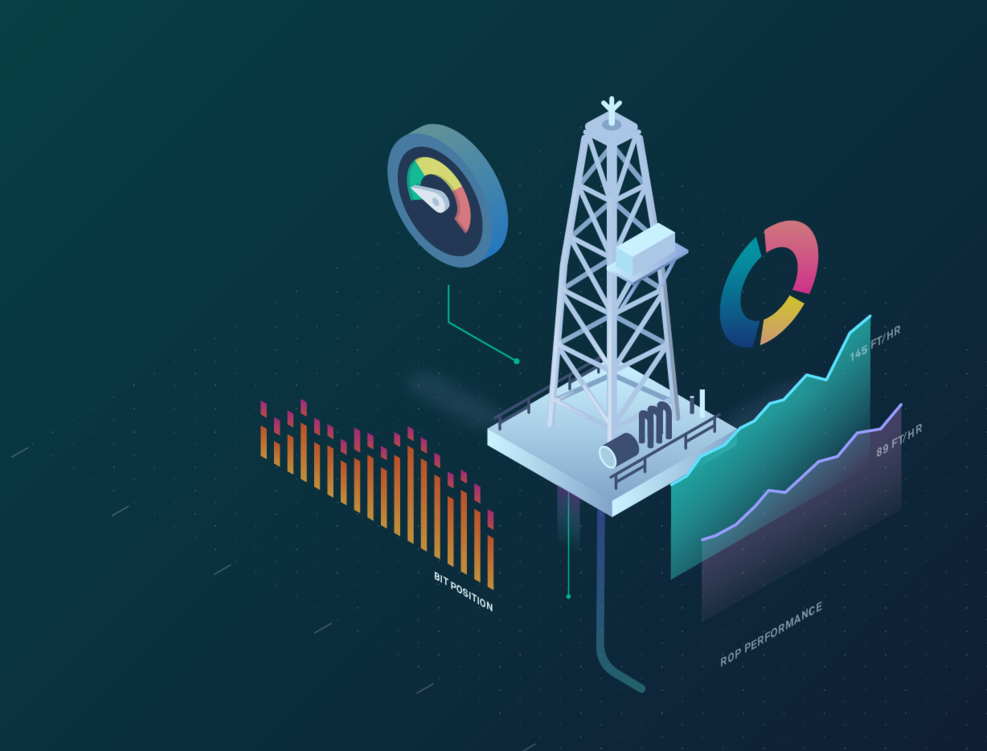 145 FT/HR
89 FT/HR
BIT POSITION
ROP PERFORMANCE